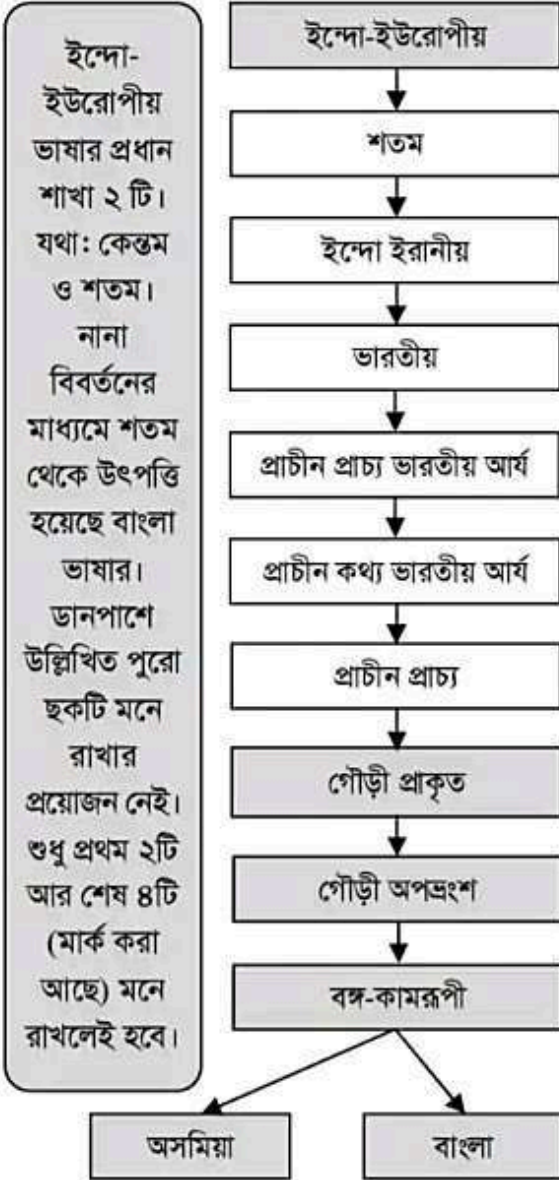 ইন্দো-
ইউরোপীয়
ভাষার প্রধান
শাখা ২ টি।
যথা: কেন্তম
ও শতম।
নানা
বিবর্তনের
মাধ্যমে শতম
থেকে উৎপত্তি
হয়েছে বাংলা
ভাষার।
ডানপাশে
উল্লিখিত পুরো
ছকটি মনে
রাখার
প্রয়োজন নেই।
শুধু প্রথম ২টি
আর শেষ ৪টি
(মার্ক করা
আছে) মনে
রাখলেই হবে।
ইন্দো-ইউরোপীয়
শতম
ইন্দো ইরানীয়
ভারতীয়
প্রাচীন প্রাচ্য ভারতীয় আর্য
প্রাচীন কথ্য ভারতীয় আর্য
প্রাচীন প্রাচ্য
গৌড়ী প্রাকৃত
গৌড়ী অপভ্রংশ
বঙ্গ-কামরূপী
অসমিয়া
বাংলা